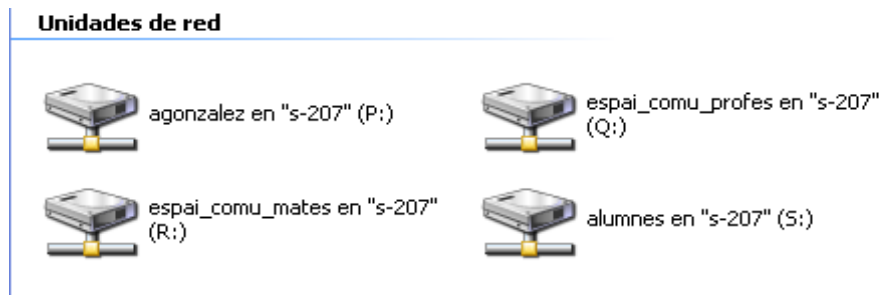 Unidades de red
agonzalez en "s-207" (P:)
espai_comu_profes en "s-207"
(Q:)
espai_comu_mates en "s-207"
(R:)
alumnes en "s-207" (S:)